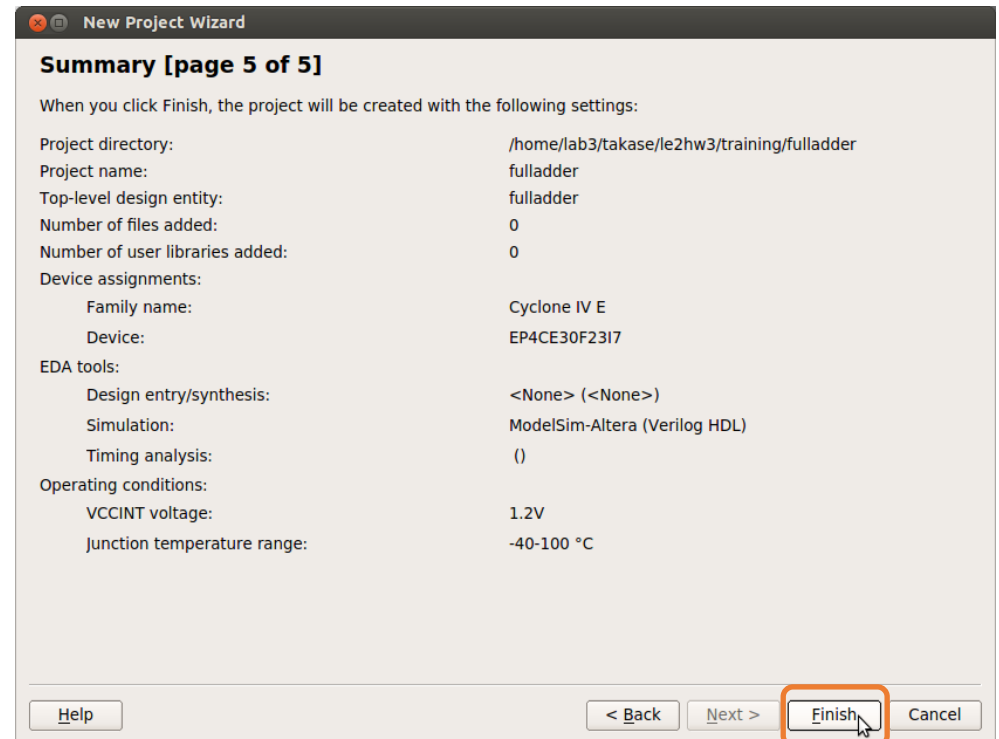 New Project Wizard
Summary [page 5 of 5]
When you click Finish, the project will be created with the following settings:
Project directory: /home/lab3/takase/le2hw3/training/fulladder
Project name: fulladder
Top-level design entity: fulladder
Number of files added: 0
Number of user libraries added: 0
Device assignments:
Family name: Cyclone IV E
Device: EP4CE30F23I7
EDA tools:
Design entry/synthesis: <None> (<None>)
Simulation: ModelSim-Altera (Verilog HDL)
Timing analysis: ()
Operating conditions:
VCCINT voltage: 1.2V
Junction temperature range: -40-100 °C
Help < Back Next > Finish Cancel